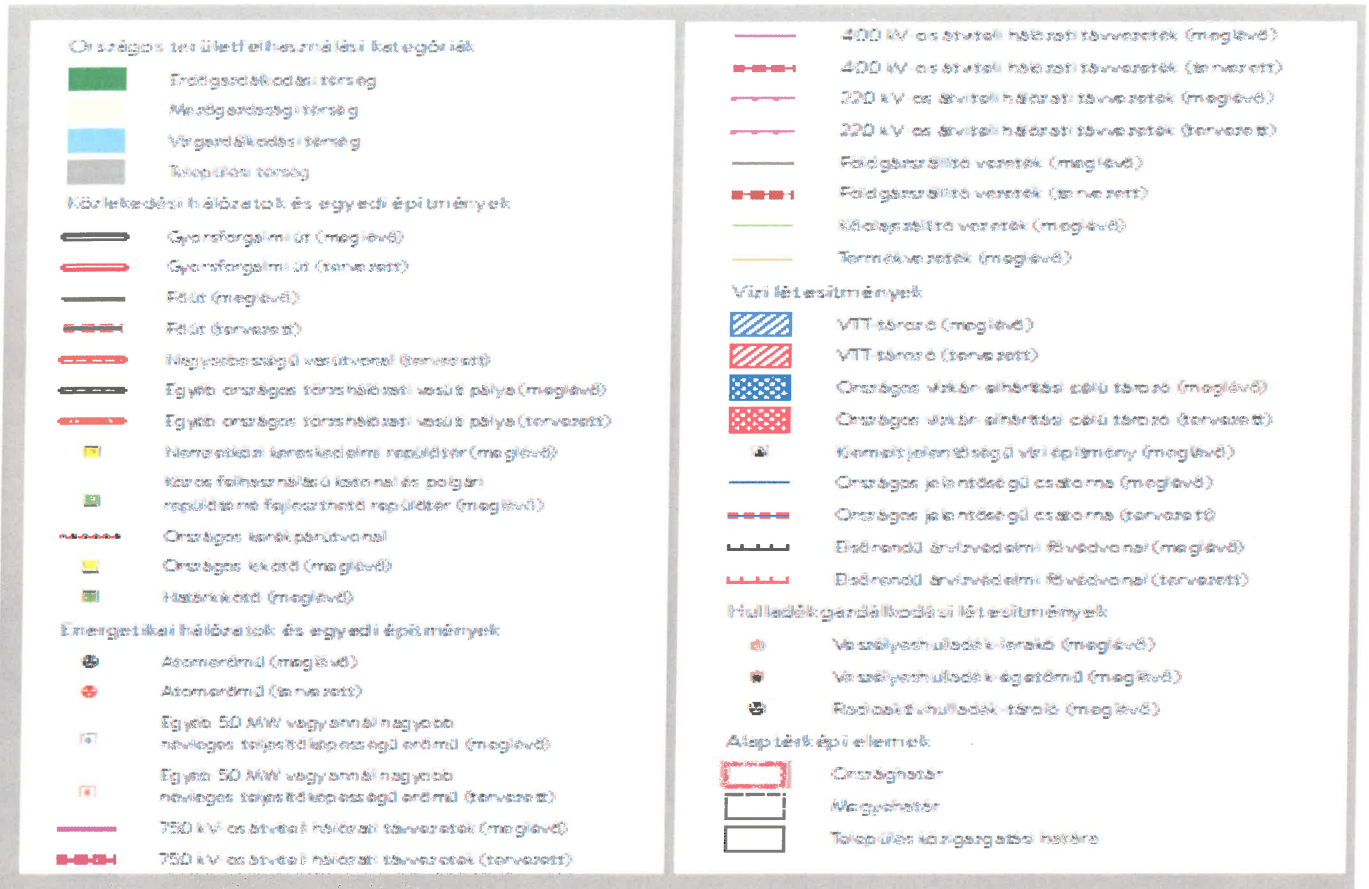 Országos területfelhasználási kategóriák
Erdőgazdálkodási térség
Mezőgazdasági térség
Vízgazdálkodási térség
Települési térség
Közlekedési hálózatok és egyedi építmények
Gyorsforgalmi út (meglévő)
Gyorsforgalmi út (tervezett)
Főút (meglévő)
Főút (tervezett)
Nagysebességű vasútvonal (tervezett)
Egyéb országos törzshálózati vasúti pálya (meglévő)
Egyéb országos törzshálózati vasúti pálya (tervezett)
Nemzetközi kereskedelmi repülőtér (meglévő)
Közös felhasználású katonai és polgári
repülőtérré fejleszthető repülőtér (meglévő)
Országos kerékpárútvonal
Országos kikötő (meglévő)
Határkikötő (meglévő)
Energetikai hálózatok és egyedi építmények
Atomerőmű (meglévő)
Atomerőmű (tervezett)
Egyéb 50 MW vagy annál nagyobb
névleges teljesítőképességű erőmű (meglévő)
Egyéb 50 MW vagy annál nagyobb
névleges teljesítőképességű erőmű (tervezett)
750 kV-os átviteli hálózati távvezeték (meglévő)
750 kV-os átviteli hálózati távvezeték (tervezett)
400 kV-os átviteli hálózati távvezeték (meglévő)
400 kV-os átviteli hálózati távvezeték (tervezett)
220 kV-os átviteli hálózati távvezeték (meglévő)
220 kV-os átviteli hálózati távvezeték (tervezett)
Földgázszállító vezeték (meglévő)
Földgázszállító vezeték (tervezett)
Kőolajszállító vezeték (meglévő)
Termékvezeték (meglévő)
Vízi létesítmények
VTT-tározó (meglévő)
VTT-tározó (tervezett)
Országos vízkár-elhárítási célú tározó (meglévő)
Országos vízkár-elhárítási célú tározó (tervezett)
Kiemelt jelentőségű vízi építmény (meglévő)
Országos jelentőségű csatorna (meglévő)
Országos jelentőségű csatorna (tervezett)
Elsőrendű árvízvédelmi fővédvonal (meglévő)
Elsőrendű árvízvédelmi fővédvonal (tervezett)
Hulladékgazdálkodási létesítmények
Veszélyeshulladék-lerakó (meglévő)
Veszélyeshulladék-égetőmű (meglévő)
Radioaktívhulladék-tároló (meglévő)
Alaptérképi elemek
Országhatár
Megyehatár
Település közigazgatási határa